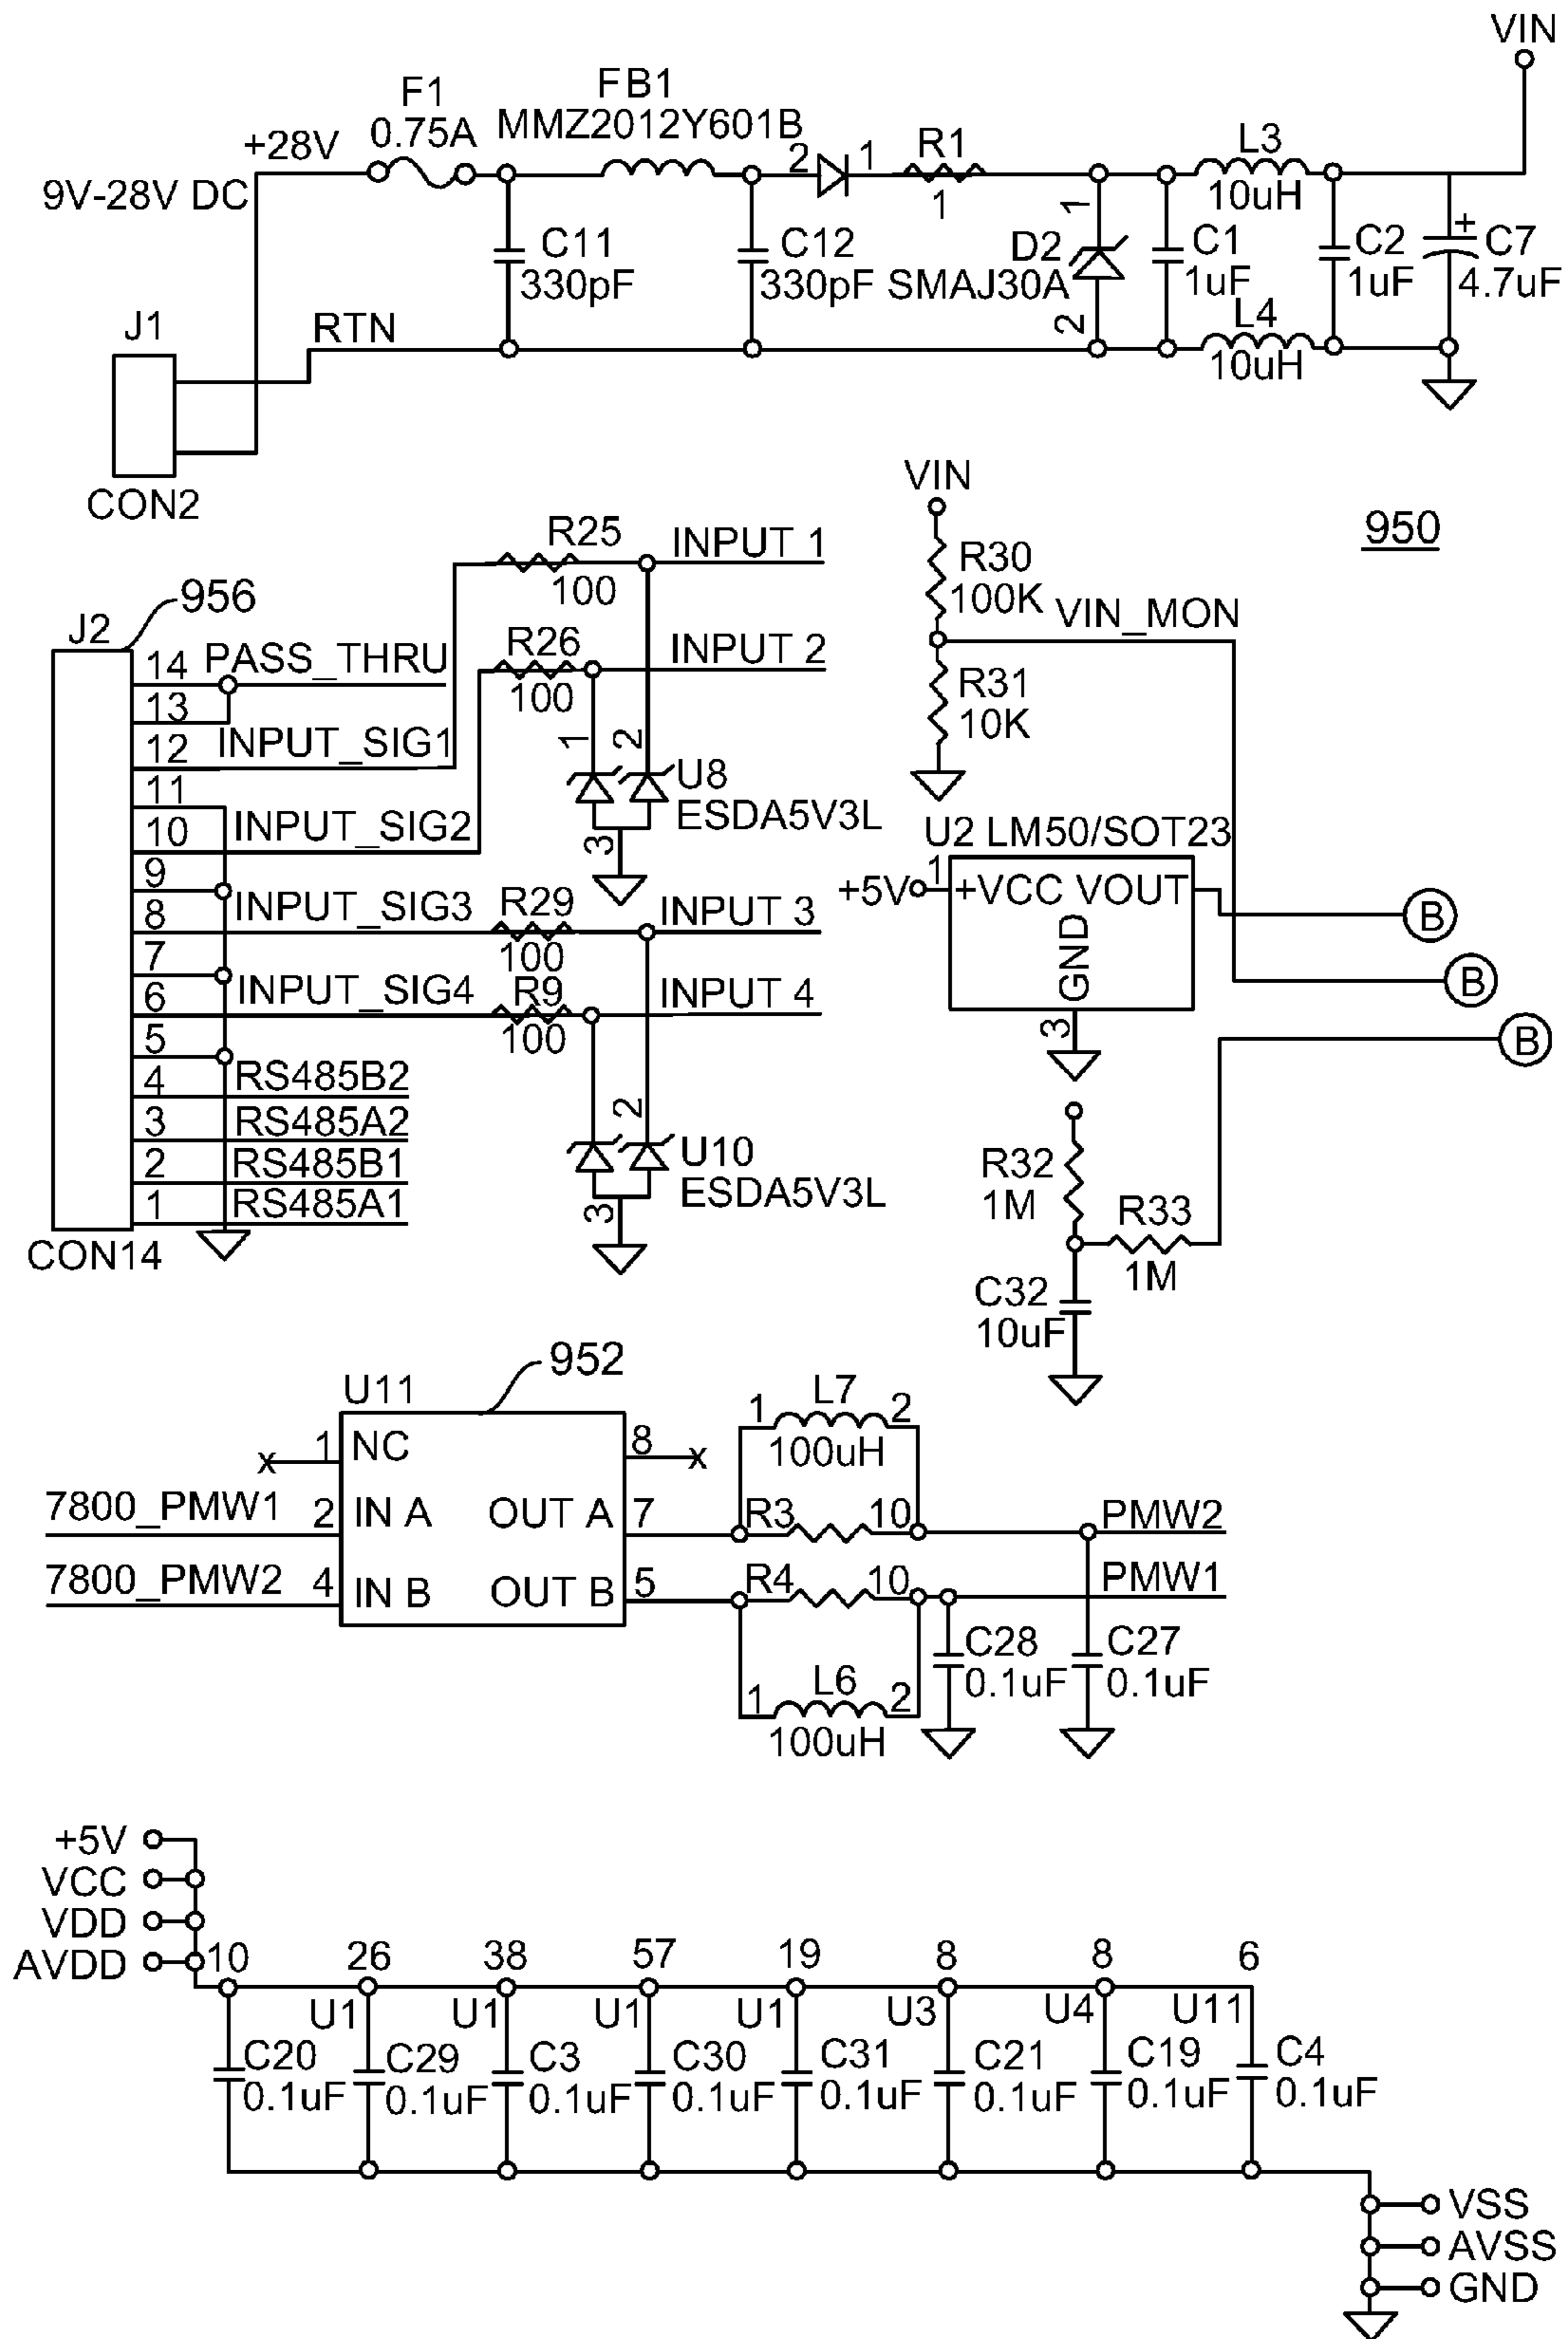 VIN
F1
0.75A
FB1
MMZ2012Y601B
+28V
9V-28V DC
2
1
R1
1
L3
10uH
C11
330pF
C12
330pF
1
D2
SMAJ30A
2
C1
1uF
C2
1uF
+
C7
4.7uF
L4
10uH
J1
RTN
CON2
VIN
950
R25
100
INPUT 1
R30
100K
VIN_MON
956
J2
R26
100
INPUT 2
R31
10K
14 PASS_THRU
13
12 INPUT_SIG1
11
10 INPUT_SIG2
9
8 INPUT_SIG3
7
6 INPUT_SIG4
5
4 RS485B2
3 RS485A2
2 RS485B1
1 RS485A1
CON14
1
2
U8
ESDA5V3L
3
R29
100
INPUT 3
R9
100
INPUT 4
2
U10
ESDA5V3L
3
U2 LM50/SOT23
+5V
1
+VCC VOUT
GND
3
B
B
B
R32
1M
R33
1M
C32
10uF
952
U11
1 NC
8
x
x
7800_PMW1
2 IN A
OUT A 7
7800_PMW2
4 IN B
OUT B 5
1
L7
2
100uH
R3
10
PMW2
R4
10
PMW1
C28
0.1uF
C27
0.1uF
1
L6
2
100uH
+5V
VCC
VDD
AVDD
10
26
38
57
19
8
8
6
U1
U1
U1
U1
U3
U4
U11
C20
0.1uF
C29
0.1uF
C3
0.1uF
C30
0.1uF
C31
0.1uF
C21
0.1uF
C19
0.1uF
C4
0.1uF
VSS
AVSS
GND